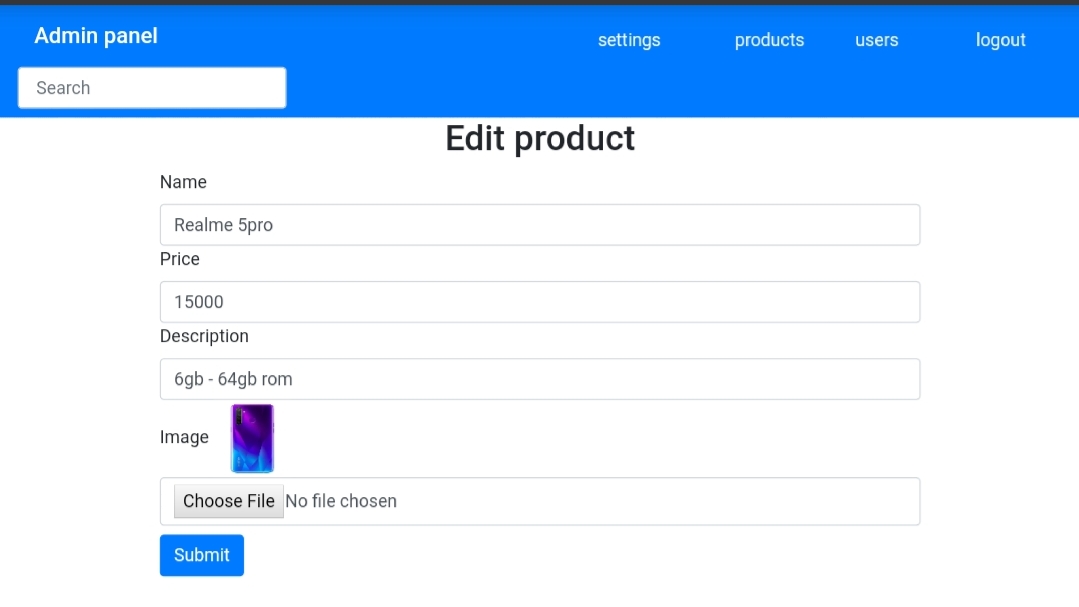 Admin panel
settings products users logout
Search
Edit product
Name
Realme 5pro
Price
15000
Description
6gb - 64gb rom
Image
Choose File No file chosen
Submit